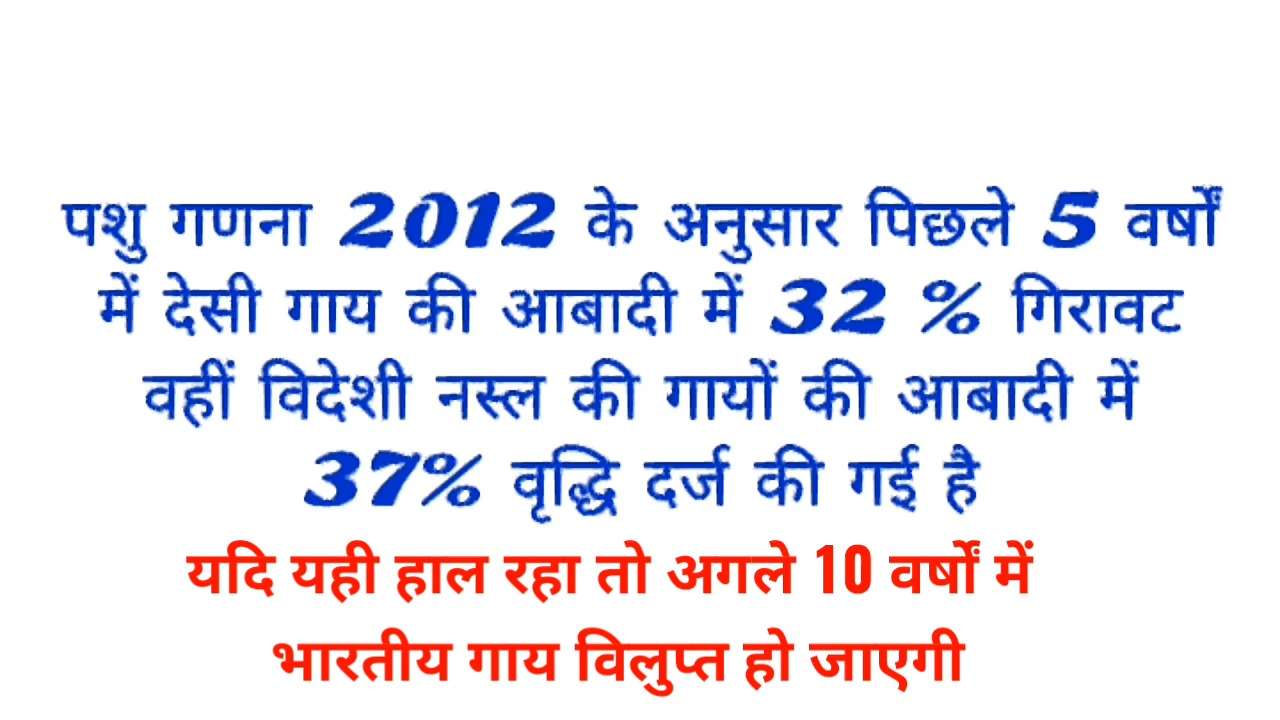 पशु गणना 2012 के अनुसार पिछले 5 वर्षों
में देसी गाय की आबादी में 32 % गिरावट
वहीं विदेशी नस्ल की गायों की आबादी में
37% वृद्धि दर्ज की गई है
यदि यही हाल रहा तो अगले 10 वर्षों में
भारतीय गाय विलुप्त हो जाएगी